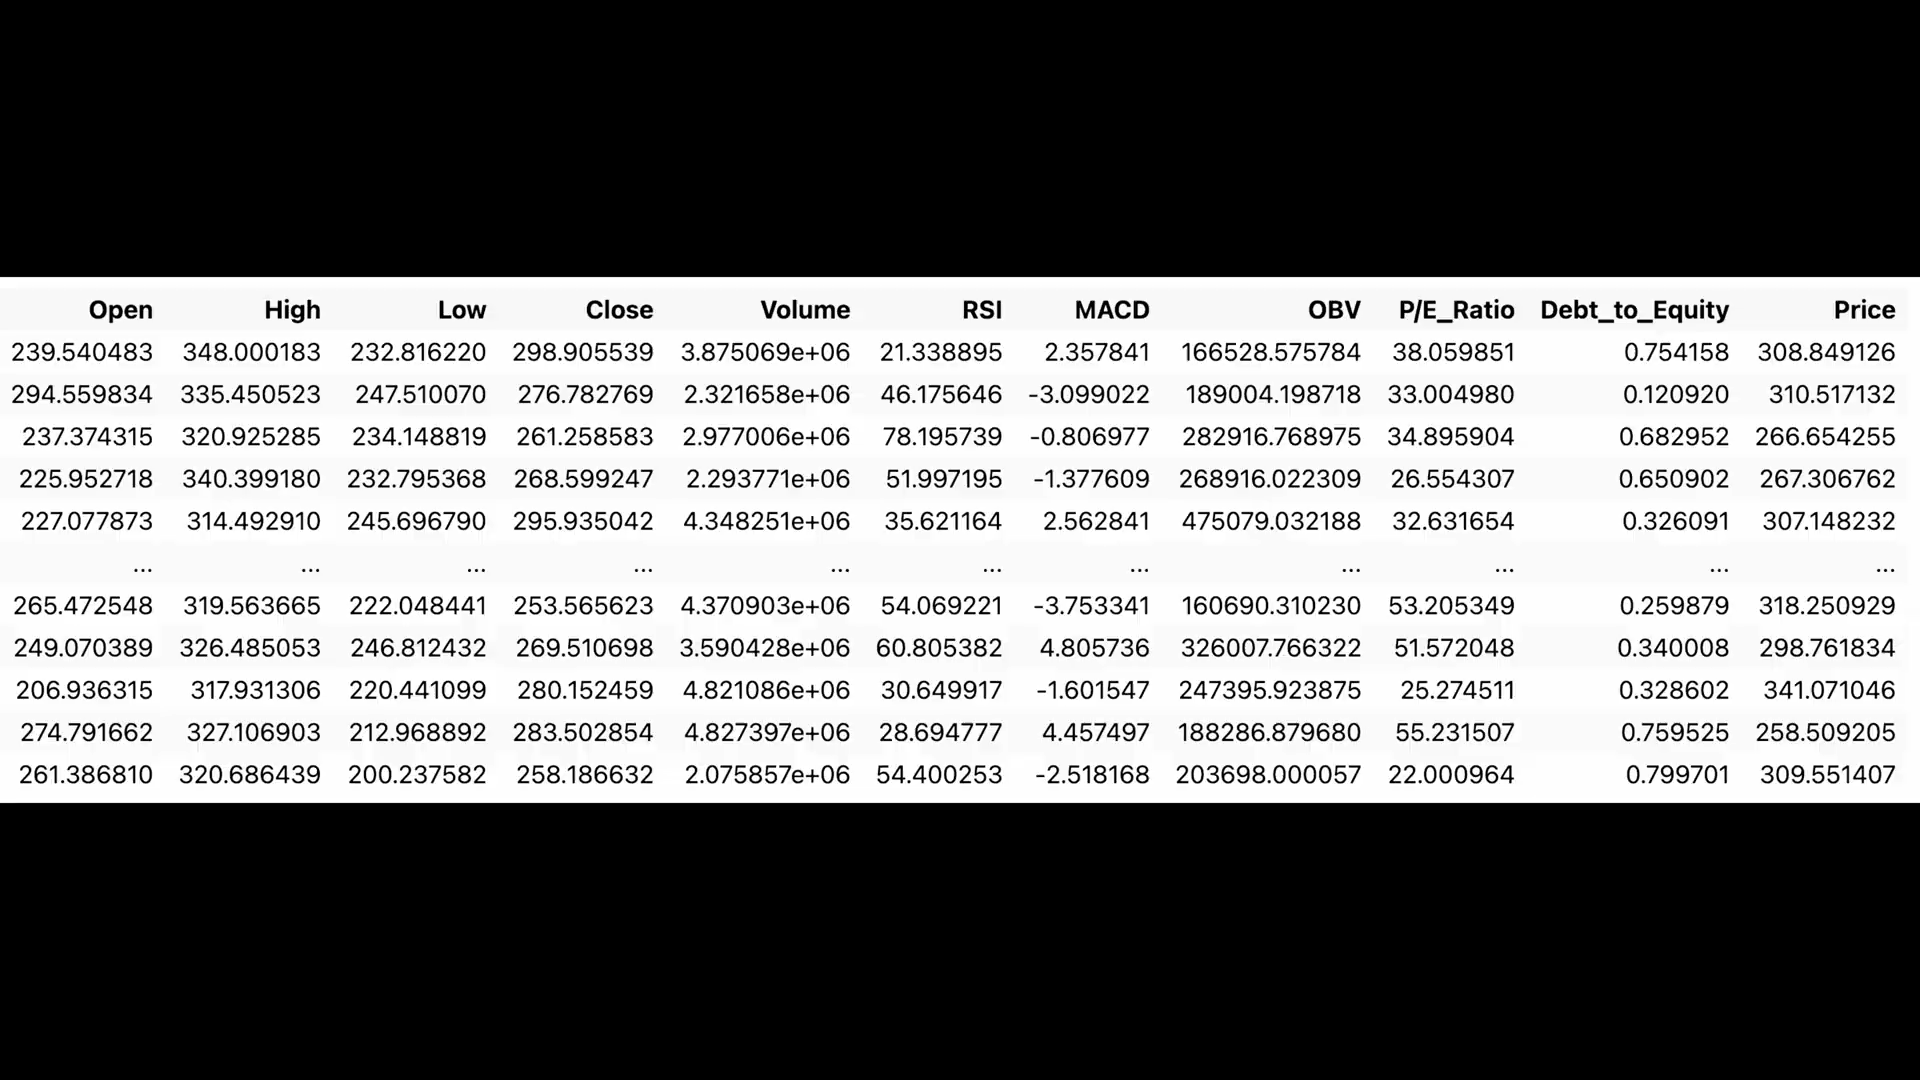 Open High Low Close Volume RSI MACD OBV P/E_Ratio Debt_to_Equity Price
239.540483 348.000183 232.816220 298.905539 3.875069e+06 21.338895 2.357841 166528.575784 38.059851 0.754158 308.849126
294.559834 335.450523 247.510070 276.782769 2.321658e+06 46.175646 -3.099022 189004.198718 33.004980 0.120920 310.517132
237.374315 320.925285 234.148819 261.258583 2.977006e+06 78.195739 -0.806977 282916.768975 34.895904 0.682952 266.654255
225.952718 340.399180 232.795368 268.599247 2.293771e+06 51.997195 -1.377609 268916.022309 26.554307 0.650902 267.306762
227.077873 314.492910 245.696790 295.935042 4.348251e+06 35.621164 2.562841 475079.032188 32.631654 0.326091 307.148232
... ... ... ... ... ... ... ... ... ... ...
265.472548 319.563665 222.048441 253.565623 4.370903e+06 54.069221 -3.753341 160690.310230 53.205349 0.259879 318.250929
249.070389 326.485053 246.812432 269.510698 3.590428e+06 60.805382 4.805736 326007.766322 51.572048 0.340008 298.761834
206.936315 317.931306 220.441099 280.152459 4.821086e+06 30.649917 -1.601547 247395.923875 25.274511 0.328602 341.071046
274.791662 327.106903 212.968892 283.502854 4.827397e+06 28.694777 4.457497 188286.879680 55.231507 0.759525 258.509205
261.386810 320.686439 200.237582 258.186632 2.075857e+06 54.400253 -2.518168 203698.000057 22.000964 0.799701 309.551407